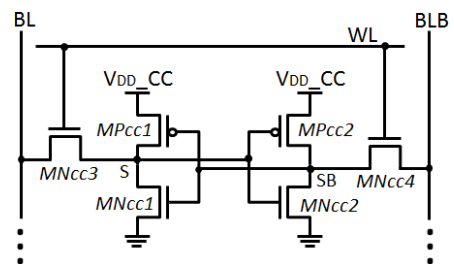 BL
BLB
WL
VDD_CC
VDD_CC
MPcc1
MPcc2
MNcc3
S
SB
MNcc4
MNcc1
MNcc2